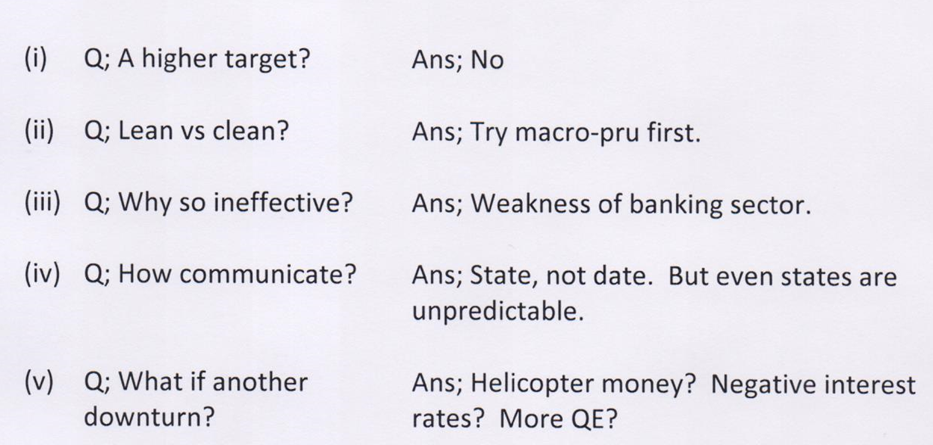 (i) Q; A higher target? Ans; No
(ii) Q; Lean vs clean? Ans; Try macro-pru first.
(iii) Q; Why so ineffective? Ans; Weakness of banking sector.
(iv) Q; How communicate? Ans; State, not date. But even states are
unpredictable.
(v) Q; What if another Ans; Helicopter money? Negative interest
downturn? rates? More QE?